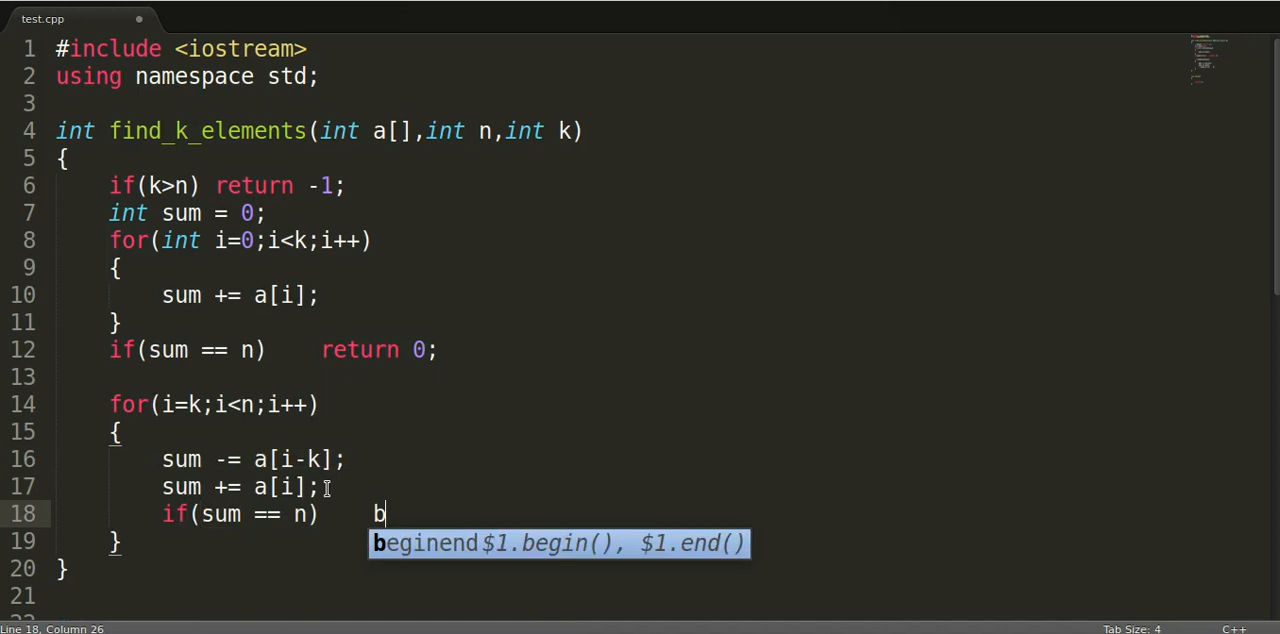 test.cpp
1 #include <iostream>
2 using namespace std;
3
4 int find_k_elements(int a[],int n,int k)
5 {
6 if(k>n) return -1;
7 int sum = 0;
8 for(int i=0;i<k;i++)
9 {
10 sum += a[i];
11 }
12 if(sum == n) return 0;
13
14 for(i=k;i<n;i++)
15 {
16 sum -= a[i-k];
17 sum += a[i];
18 if(sum == n) b
19 } beginend $1.begin(), $1.end()
20 }
21
Line 18, Column 26 Tab Size: 4 C++